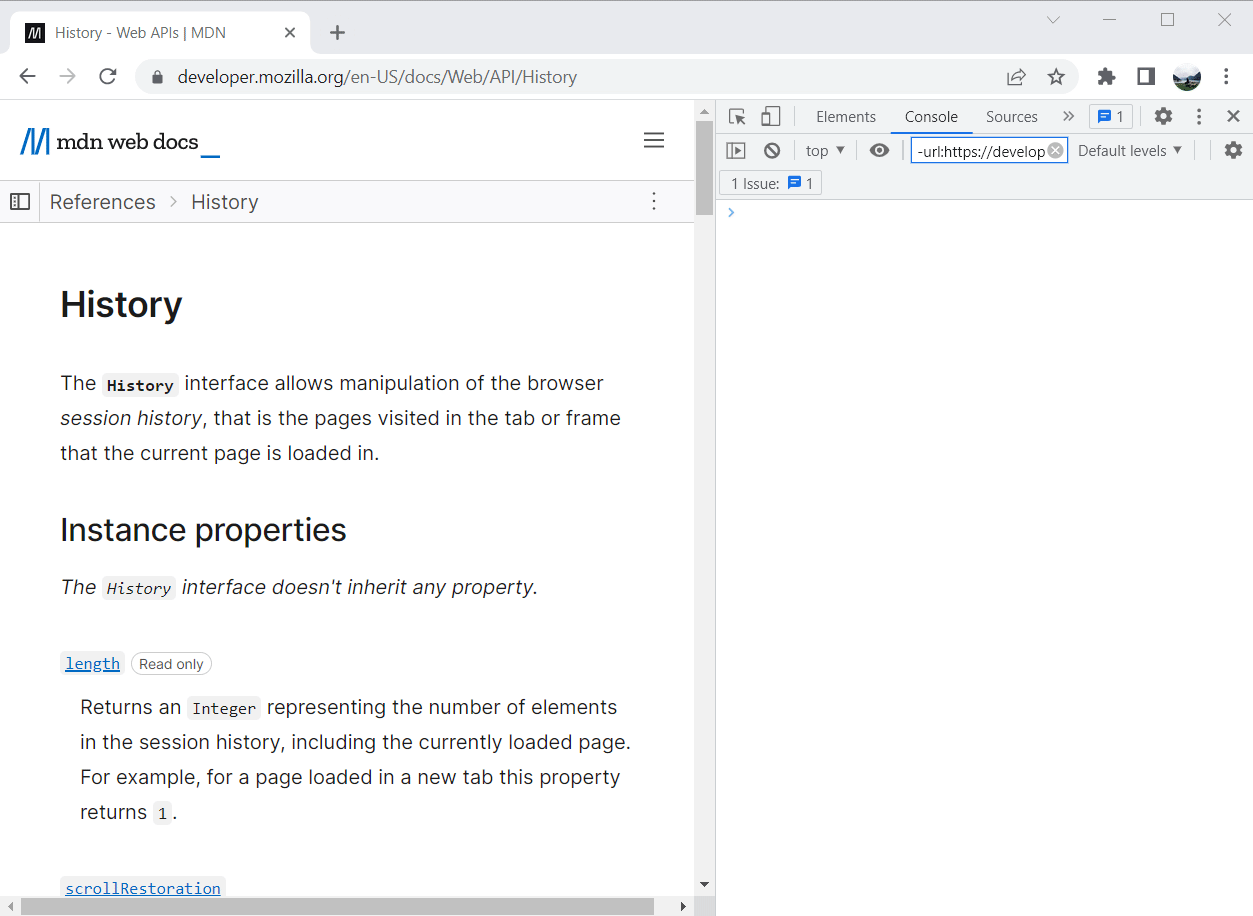 History - Web APIs | MDN
developer.mozilla.org/en-US/docs/Web/API/History
mdn web docs_
References > History
History
The History interface allows manipulation of the browser
session history, that is the pages visited in the tab or frame
that the current page is loaded in.
Instance properties
The History interface doesn't inherit any property.
length Read only
Returns an Integer representing the number of elements
in the session history, including the currently loaded page.
For example, for a page loaded in a new tab this property
returns 1.
scrollRestoration
Elements Console Sources » 1
top -url:https://develop Default levels
1 Issue: 1